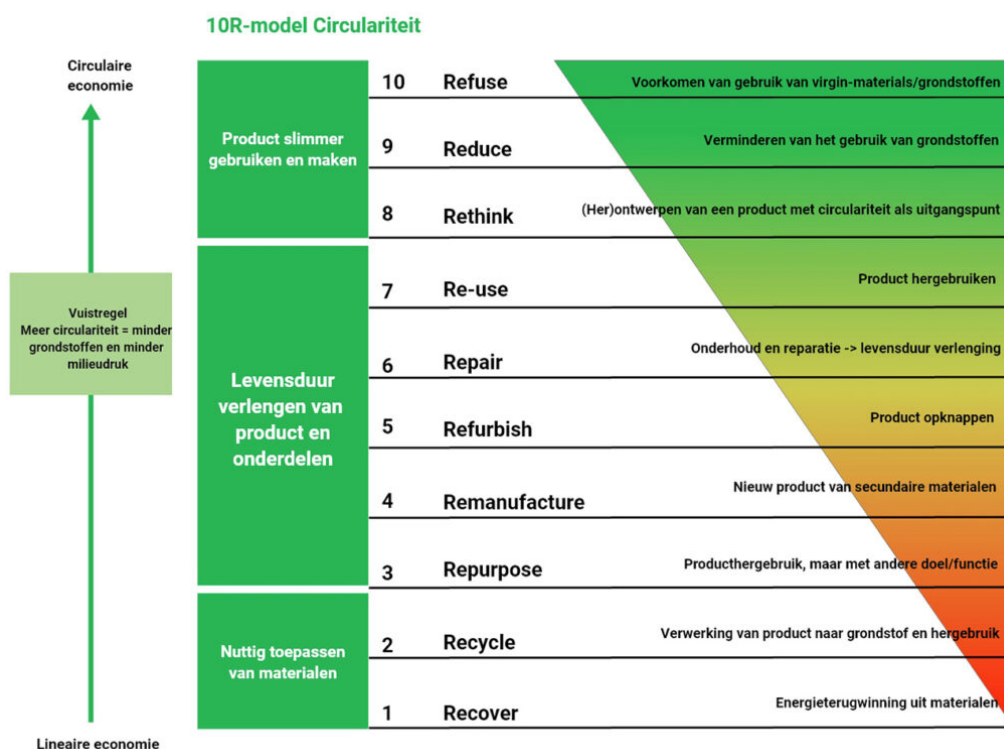 10R-model Circulariteit
Circulaire
economie
Vuistregel
Meer circulariteit = minder
grondstoffen en minder
milieudruk
Lineaire economie
Product slimmer
gebruiken en maken
10 Refuse Voorkomen van gebruik van virgin-materials/grondstoffen
9 Reduce Verminderen van het gebruik van grondstoffen
8 Rethink (Her)ontwerpen van een product met circulariteit als uitgangspunt
Levensduur
verlengen van
product en
onderdelen
7 Re-use Product hergebruiken
6 Repair Onderhoud en reparatie -> levensduur verlenging
5 Refurbish Product opknappen
4 Remanufacture Nieuw product van secundaire materialen
3 Repurpose Producthergebruik, maar met andere doel/functie
Nuttig toepassen
van materialen
2 Recycle Verwerking van product naar grondstof en hergebruik
1 Recover Energieterugwinning uit materialen